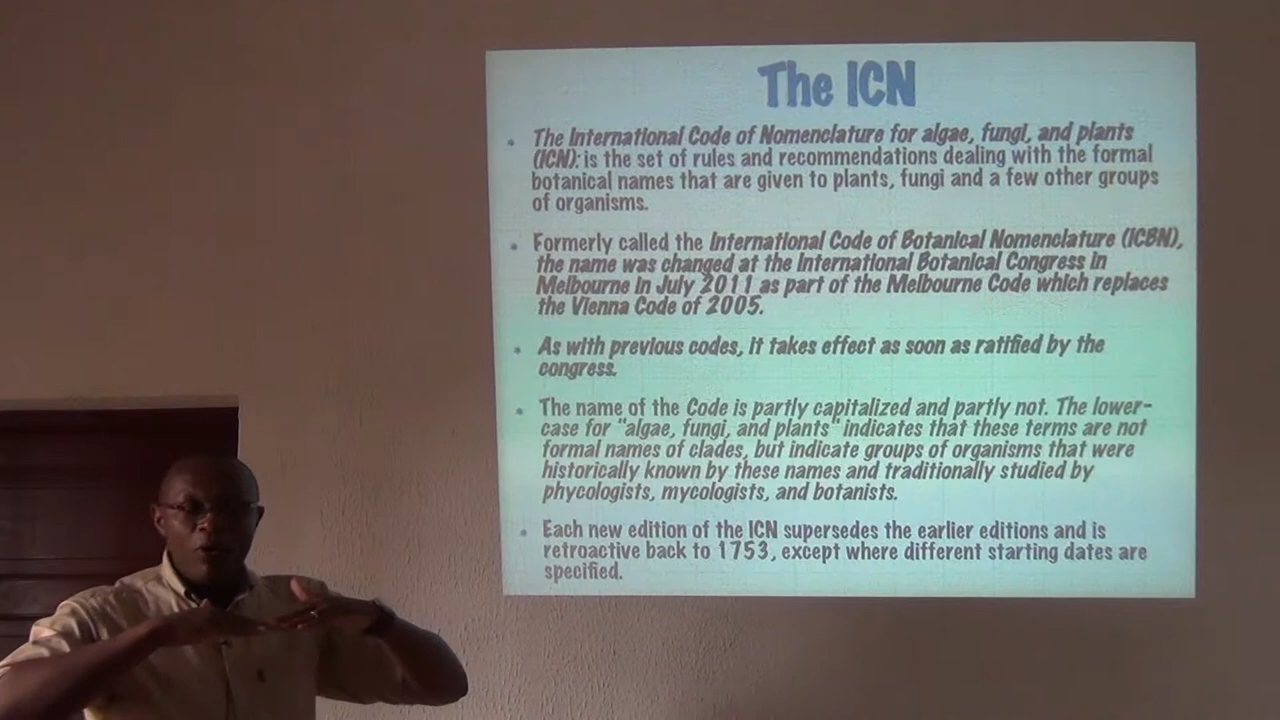 The ICN
The International Code of Nomenclature for algae, fungi, and plants
(ICN): is the set of rules and recommendations dealing with the formal
botanical names that are given to plants, fungi and a few other groups
of organisms.
Formerly called the International Code of Botanical Nomenclature (ICBN),
the name was changed at the International Botanical Congress in
Melbourne in July 2011 as part of the Melbourne Code which replaces
the Vienna Code of 2005.
As with previous codes, it takes effect as soon as ratified by the
congress.
The name of the Code is partly capitalized and partly not. The lower-
case for "algae, fungi, and plants" indicates that these terms are not
formal names of clades, but indicate groups of organisms that were
historically known by these names and traditionally studied by
phycologists, mycologists, and botanists.
Each new edition of the ICN supersedes the earlier editions and is
retroactive back to 1753, except where different starting dates are
specified.